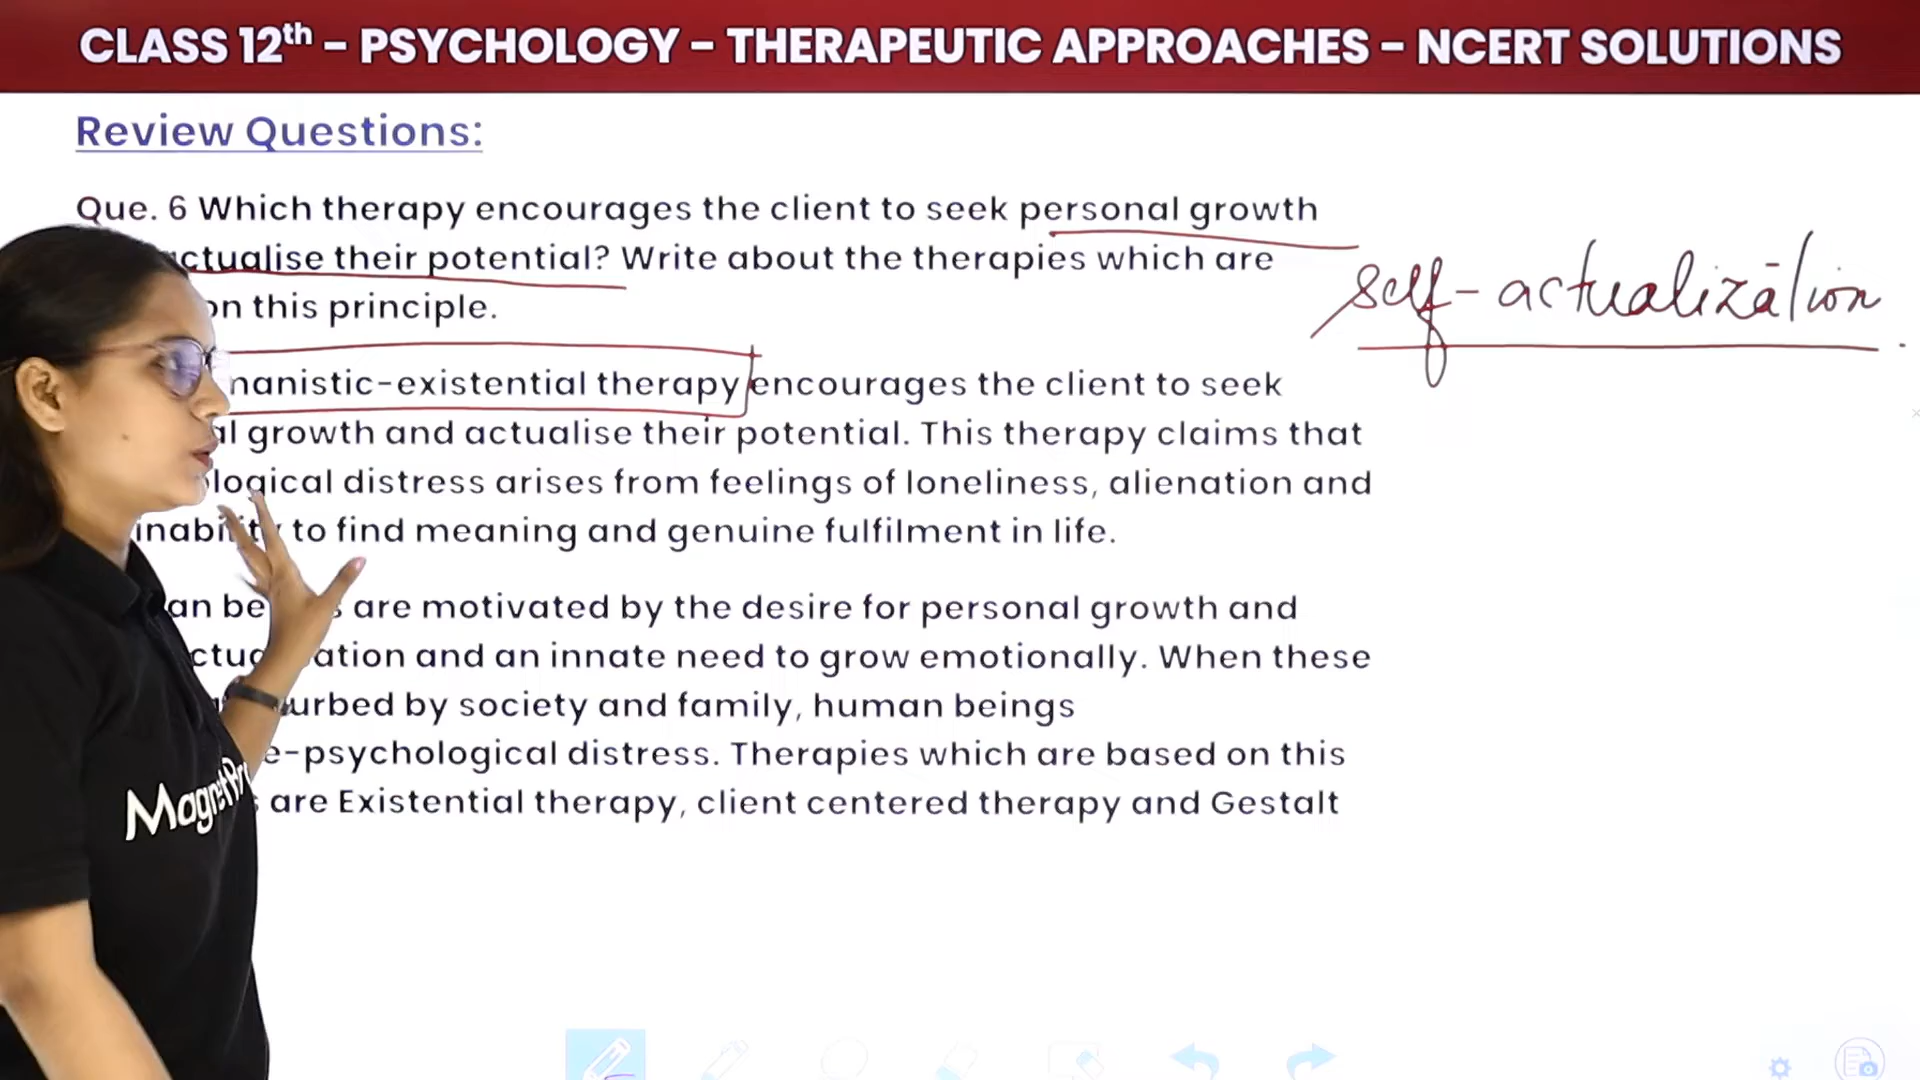 CLASS 12th - PSYCHOLOGY - THERAPEUTIC APPROACHES - NCERT SOLUTIONS
Review Questions:
Que. 6 Which therapy encourages the client to seek personal growth
actualise their potential? Write about the therapies which are
on this principle.
self-actualization
manistic-existential therapy encourages the client to seek
al growth and actualise their potential. This therapy claims that
logical distress arises from feelings of loneliness, alienation and
inability to find meaning and genuine fulfilment in life.
an be s are motivated by the desire for personal growth and
ctua ation and an innate need to grow emotionally. When these
urbed by society and family, human beings
e-psychological distress. Therapies which are based on this
are Existential therapy, client centered therapy and Gestalt